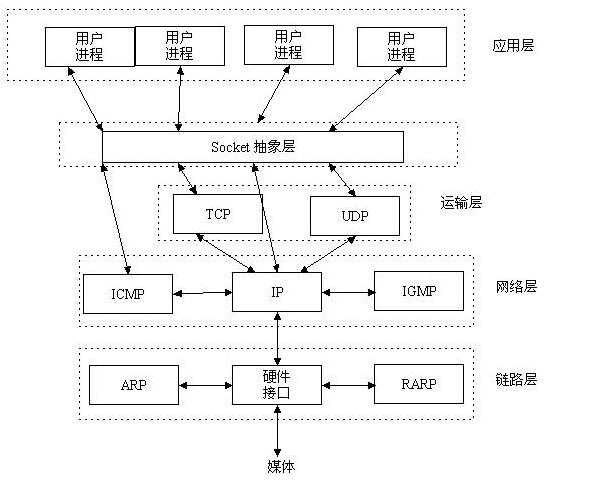 用户
进程
用户
进程
用户
进程
用户
进程
应用层
Socket 抽象层
TCP
UDP
运输层
ICMP
IP
IGMP
网络层
ARP
硬件
接口
RARP
链路层
媒体